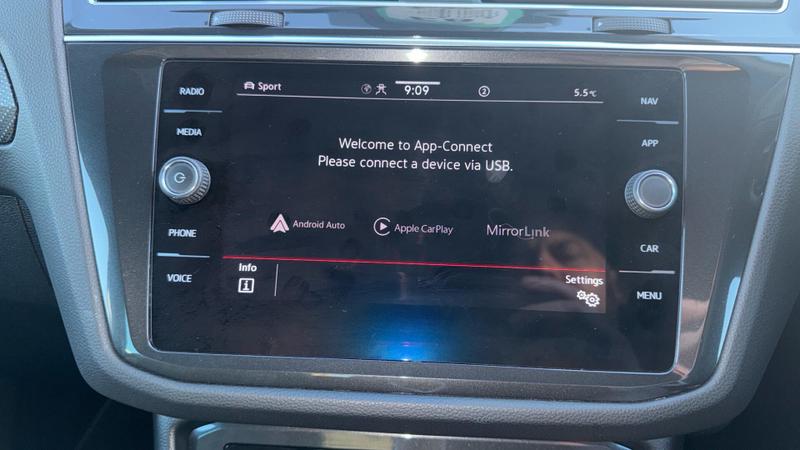 RADIO
MEDIA
PHONE
VOICE
Sport
9:09
2
5.5°C
Welcome to App-Connect
Please connect a device via USB.
Android Auto
Apple CarPlay
MirrorLink
Info
i
Settings
NAV
APP
CAR
MENU